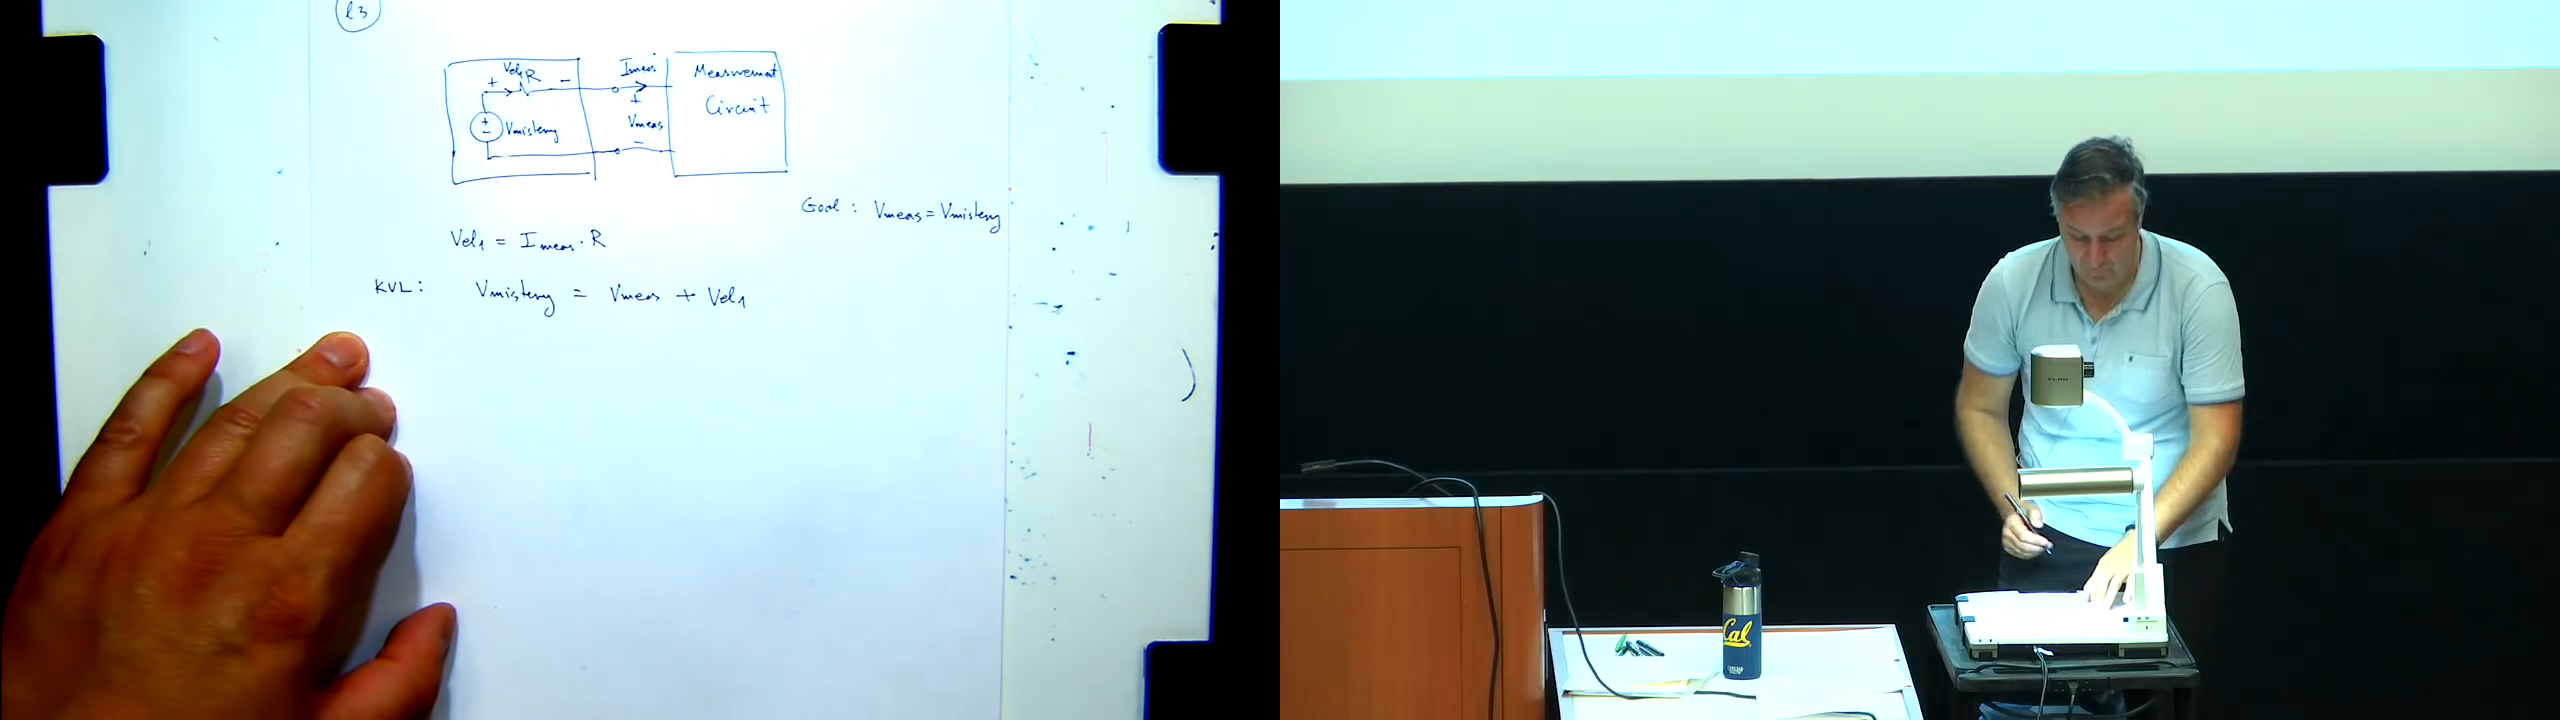 l3
Vel1 R
+ -
Imeas
+
Vmeas
-
Measurement
Circuit
+
-
Vmistery
Goal : Vmeas = Vmistery
Vel1 = Imeas · R
KVL : Vmistery = Vmeas + Vel1
Cal